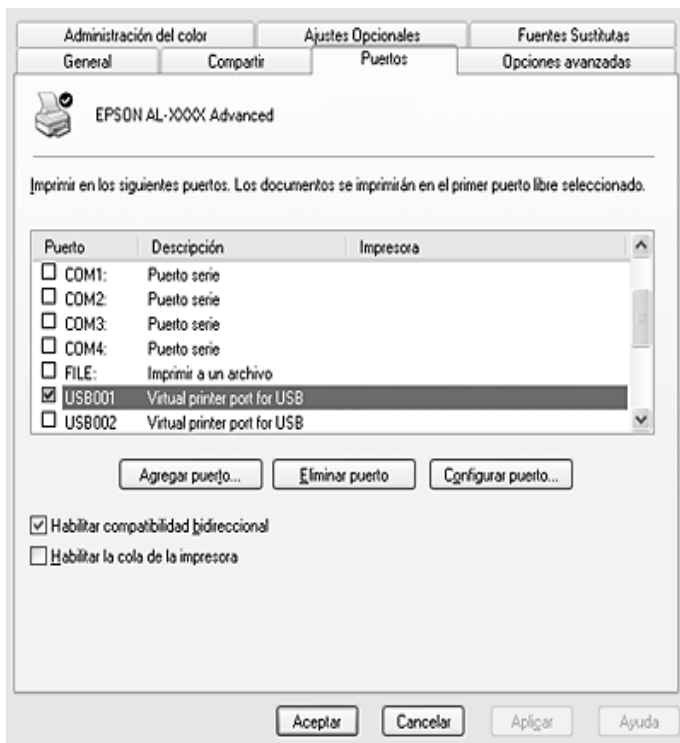 Administración del color Ajustes Opcionales Fuentes Sustitutas
General Compartir Puertos Opciones avanzadas
EPSON AL-XXXX Advanced
Imprimir en los siguientes puertos. Los documentos se imprimirán en el primer puerto libre seleccionado.
Puerto Descripción Impresora
COM1: Puerto serie
COM2: Puerto serie
COM3: Puerto serie
COM4: Puerto serie
FILE: Imprimir a un archivo
USB001 Virtual printer port for USB
USB002 Virtual printer port for USB
Agregar puerto... Eliminar puerto Configurar puerto...
Habilitar compatibilidad bidireccional
Habilitar la cola de la impresora
Aceptar Cancelar Aplicar Ayuda